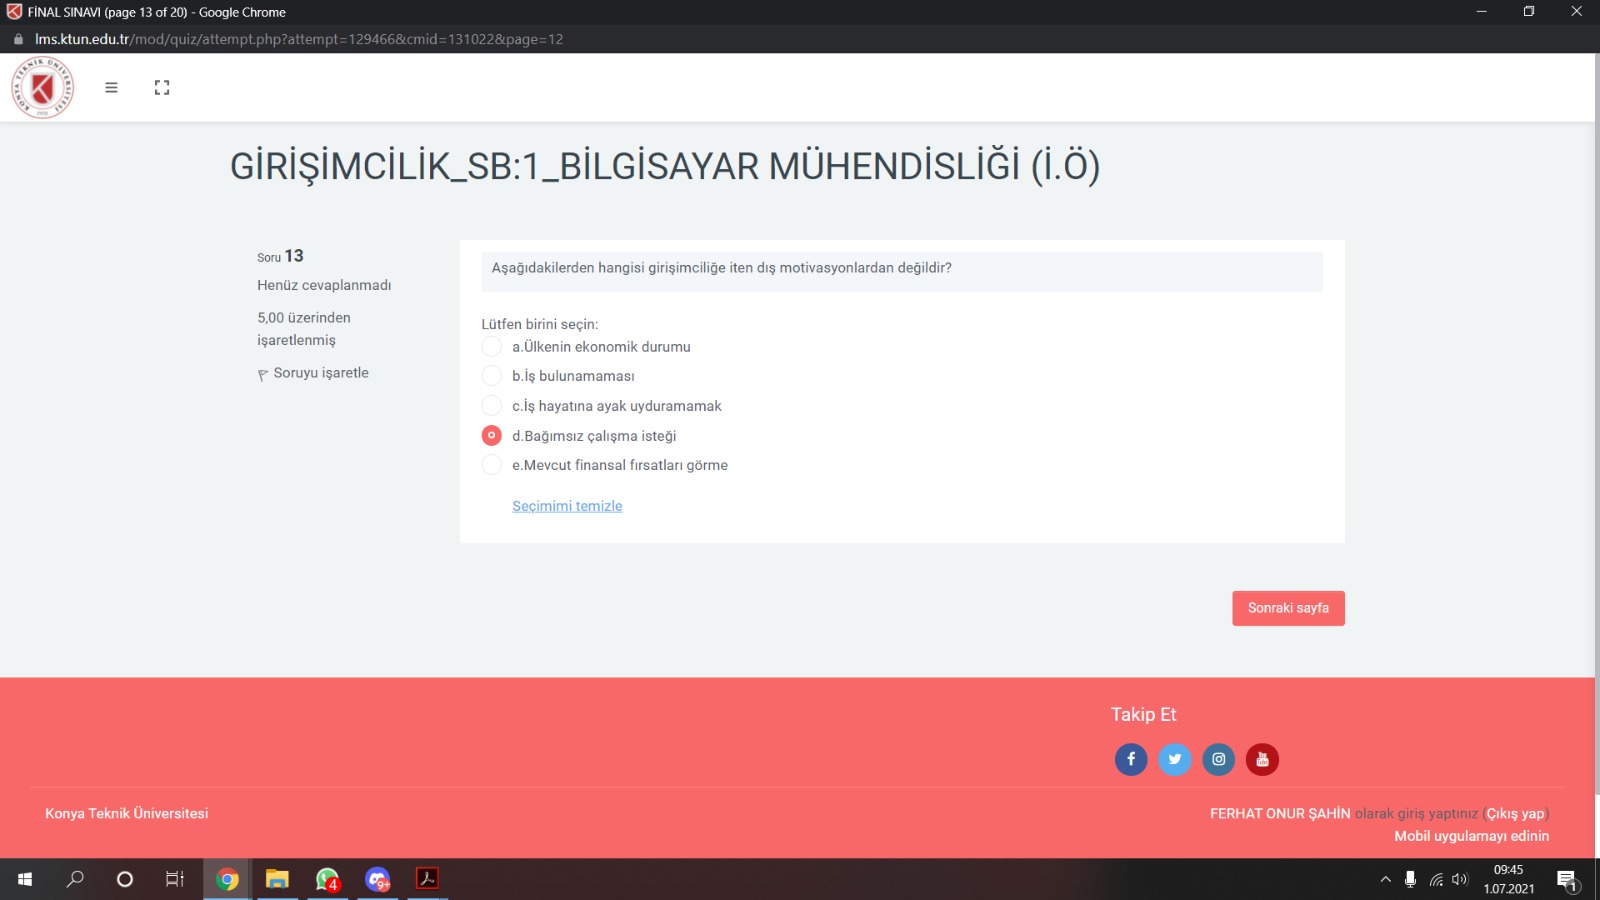 FİNAL SINAVI (page 13 of 20) - Google Chrome
lms.ktun.edu.tr/mod/quiz/attempt.php?attempt=129466&cmid=131022&page=12
GİRİŞİMCİLİK_SB:1_BİLGİSAYAR MÜHENDİSLİĞİ (İ.Ö)
Soru 13
Henüz cevaplanmadı
5,00 üzerinden
işaretlenmiş
Soruyu işaretle
Aşağıdakilerden hangisi girişimciliğe iten dış motivasyonlardan değildir?
Lütfen birini seçin:
a.Ülkenin ekonomik durumu
b.İş bulunamaması
c.İş hayatına ayak uyduramamak
d.Bağımsız çalışma isteği
e.Mevcut finansal fırsatları görme
Seçimimi temizle
Sonraki sayfa
Takip Et
Konya Teknik Üniversitesi
FERHAT ONUR ŞAHİN olarak giriş yaptınız (Çıkış yap)
Mobil uygulamayı edinin
4
9+
09:45
1.07.2021
1